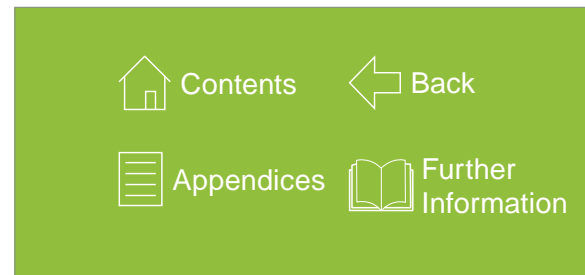 Contents
Back
Appendices
Further
Information